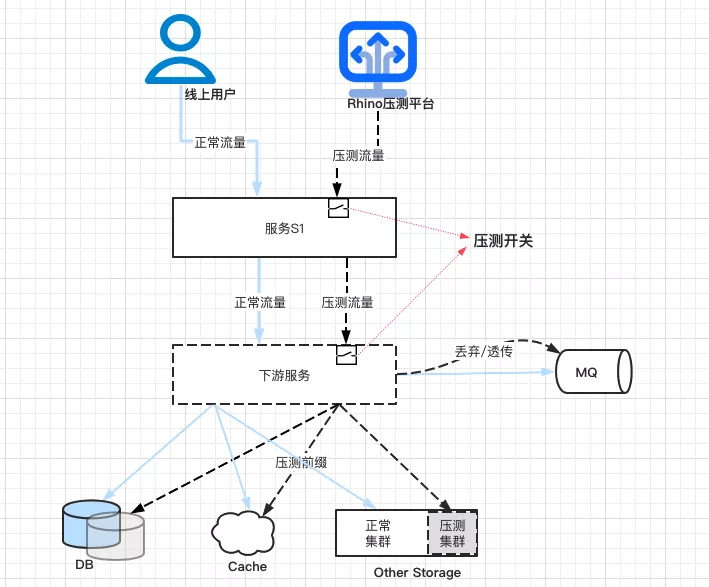 线上用户
Rhino压测平台
正常流量
压测流量
服务S1
压测开关
正常流量
压测流量
丢弃/透传
下游服务
MQ
压测前缀
正常
集群
压测
集群
DB
Cache
Other Storage